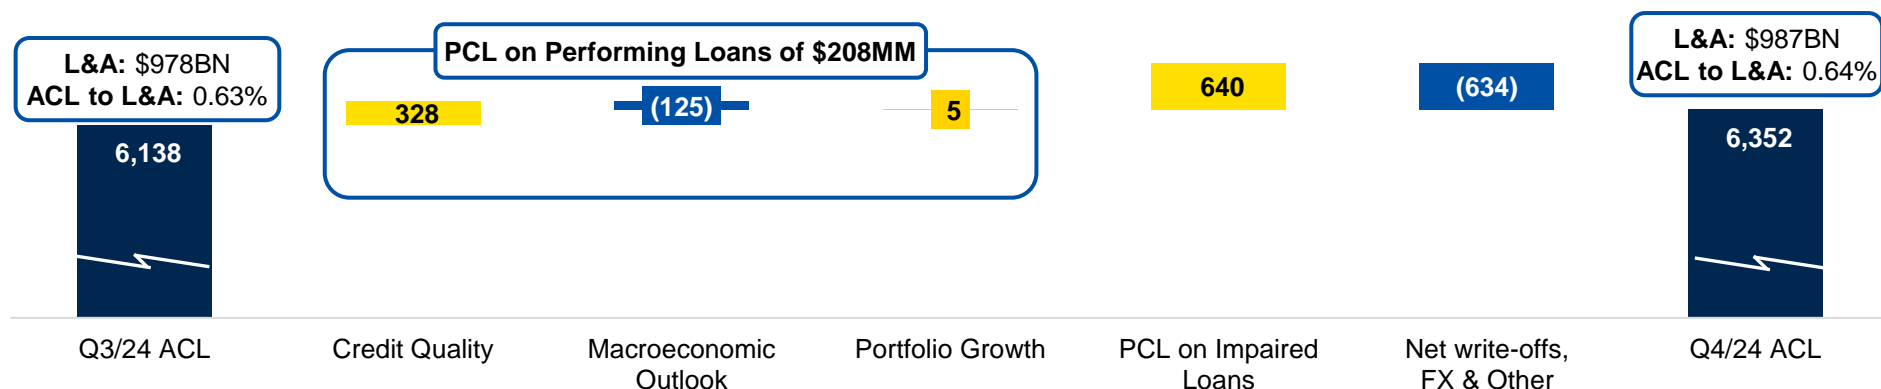 L&A: $978BN
ACL to L&A: 0.63%
6,138
PCL on Performing Loans of $208MM
328
(125)
5
640
(634)
L&A: $987BN
ACL to L&A: 0.64%
6,352
Q3/24 ACL
Credit Quality
Macroeconomic
Outlook
Portfolio Growth
PCL on Impaired
Loans
Net write-offs,
FX & Other
Q4/24 ACL